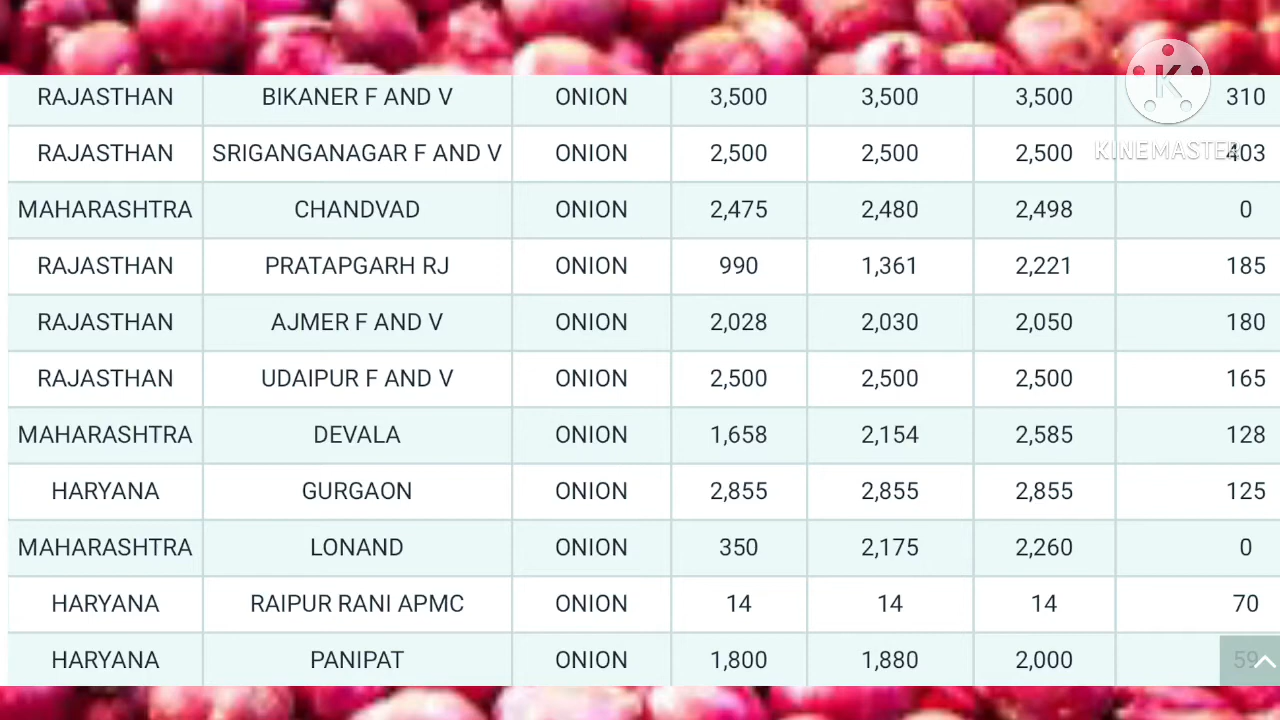 RAJASTHAN BIKANER F AND V ONION 3,500 3,500 3,500 310
RAJASTHAN SRIGANGANAGAR F AND V ONION 2,500 2,500 2,500 403
MAHARASHTRA CHANDVAD ONION 2,475 2,480 2,498 0
RAJASTHAN PRATAPGARH RJ ONION 990 1,361 2,221 185
RAJASTHAN AJMER F AND V ONION 2,028 2,030 2,050 180
RAJASTHAN UDAIPUR F AND V ONION 2,500 2,500 2,500 165
MAHARASHTRA DEVALA ONION 1,658 2,154 2,585 128
HARYANA GURGAON ONION 2,855 2,855 2,855 125
MAHARASHTRA LONAND ONION 350 2,175 2,260 0
HARYANA RAIPUR RANI APMC ONION 14 14 14 70
HARYANA PANIPAT ONION 1,800 1,880 2,000 59
K
KINEMASTER